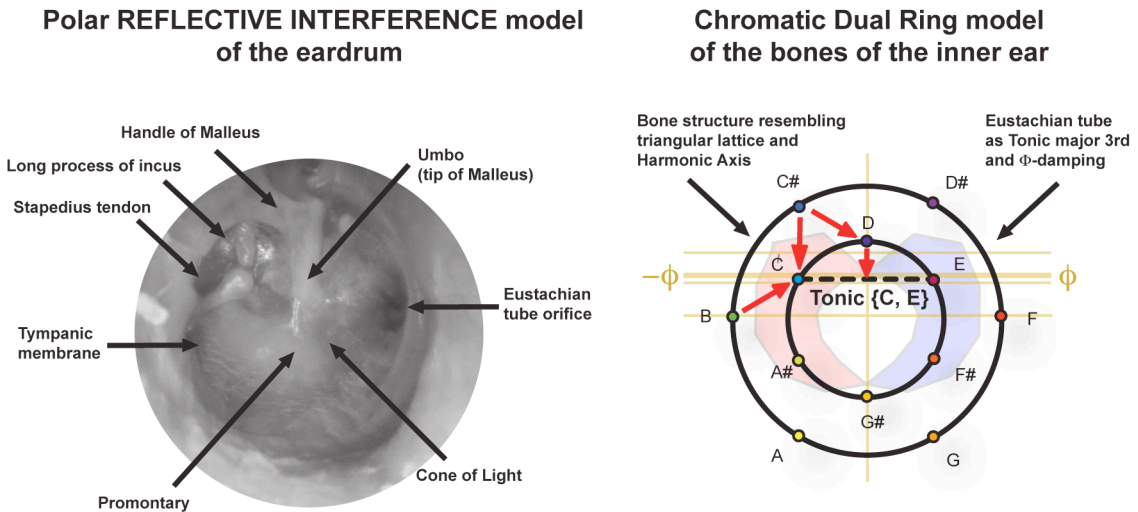 Polar REFLECTIVE INTERFERENCE model
of the eardrum
Handle of Malleus
Long process of incus
Stapedius tendon
Umbo
(tip of Malleus)
Eustachian
tube orifice
Tympanic
membrane
Cone of Light
Promontary
Chromatic Dual Ring model
of the bones of the inner ear
Bone structure resembling
triangular lattice and
Harmonic Axis
Eustachian tube
as Tonic major 3rd
and Φ-damping
C#
D#
D
C
E
−ϕ
ϕ
Tonic {C, E}
B
F
A#
F#
G#
A
G